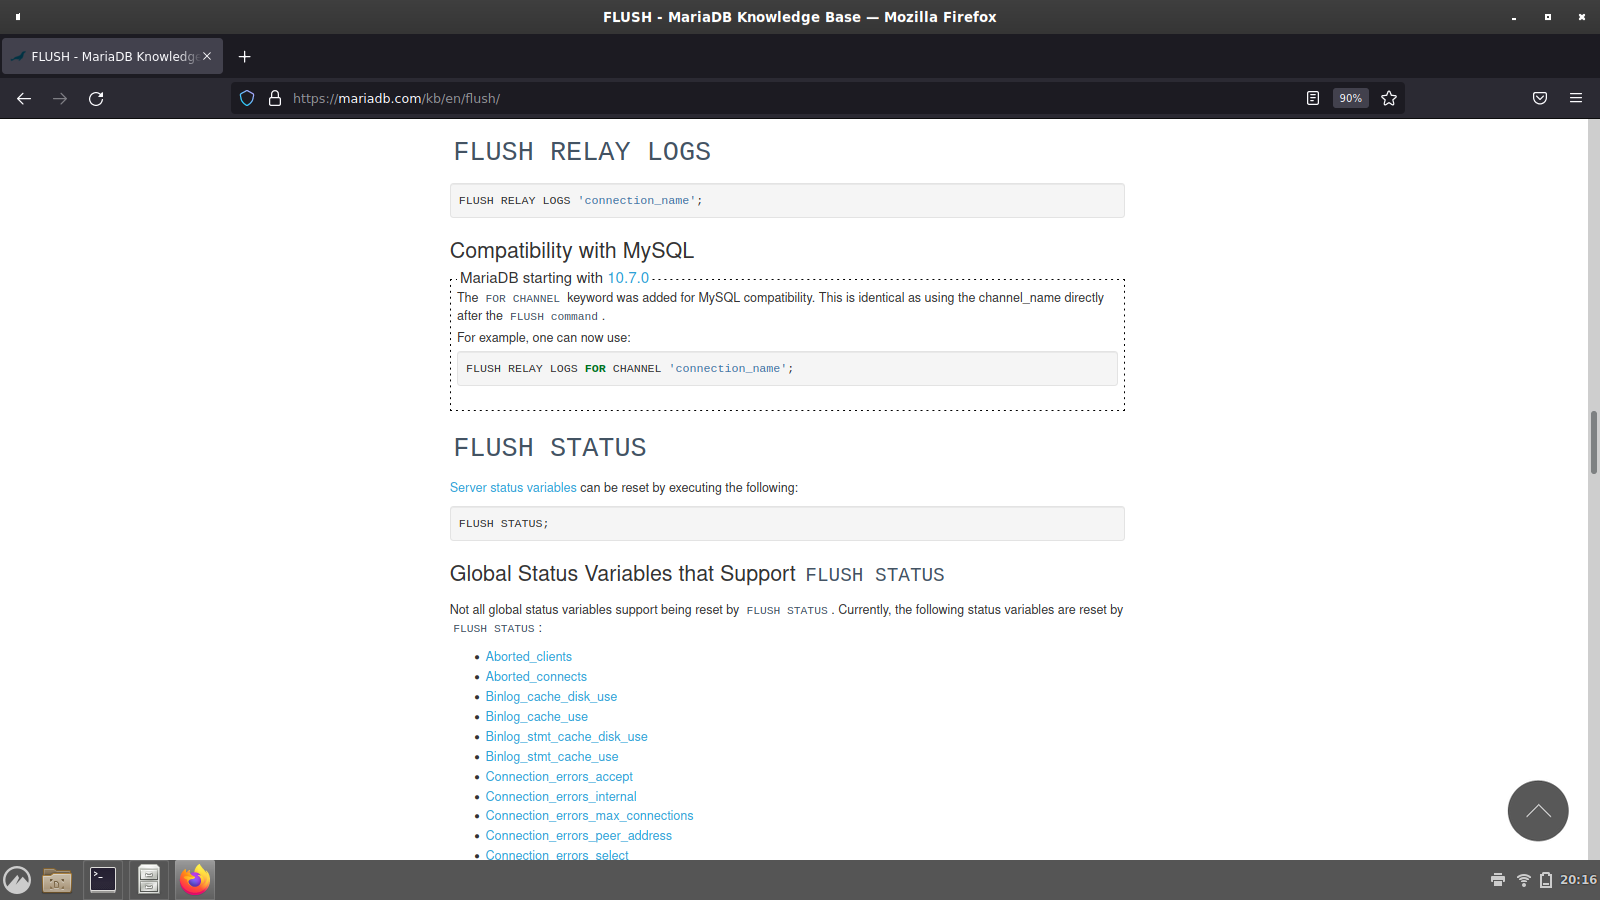 FLUSH - MariaDB Knowledge Base — Mozilla Firefox
FLUSH - MariaDB Knowledge
https://mariadb.com/kb/en/flush/
90%
FLUSH RELAY LOGS
FLUSH RELAY LOGS 'connection_name';
Compatibility with MySQL
MariaDB starting with 10.7.0
The FOR CHANNEL keyword was added for MySQL compatibility. This is identical as using the channel_name directly
after the FLUSH command .
For example, one can now use:
FLUSH RELAY LOGS FOR CHANNEL 'connection_name';
FLUSH STATUS
Server status variables can be reset by executing the following:
FLUSH STATUS;
Global Status Variables that Support FLUSH STATUS
Not all global status variables support being reset by FLUSH STATUS . Currently, the following status variables are reset by
FLUSH STATUS :
Aborted_clients
Aborted_connects
Binlog_cache_disk_use
Binlog_cache_use
Binlog_stmt_cache_disk_use
Binlog_stmt_cache_use
Connection_errors_accept
Connection_errors_internal
Connection_errors_max_connections
Connection_errors_peer_address
Connection_errors_select
20:16